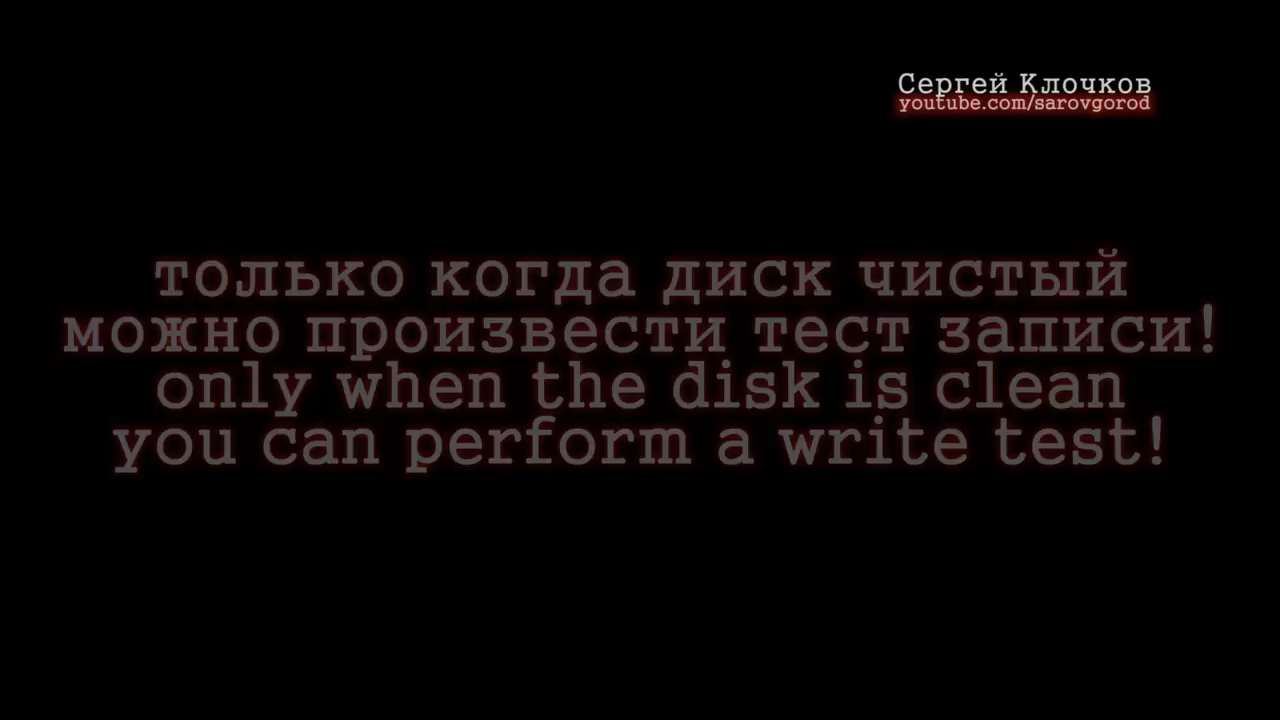 Сергей Клочков
youtube.com/sarovgorod
только когда диск чистый
можно произвести тест записи!
only when the disk is clean
you can perform a write test!